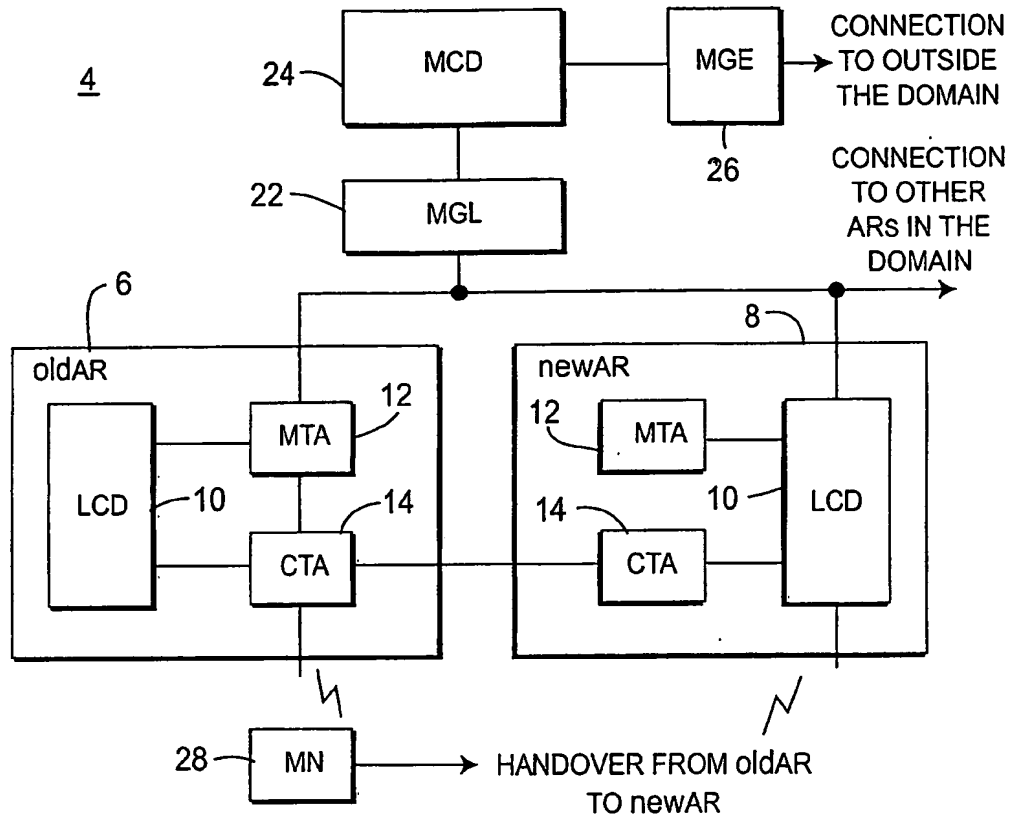 4
24
MCD
MGE
26
CONNECTION
TO OUTSIDE
THE DOMAIN
22
MGL
CONNECTION
TO OTHER
ARs IN THE
DOMAIN
6
oldAR
LCD
10
MTA
12
CTA
14
8
newAR
MTA
12
CTA
14
10
LCD
28
MN
HANDOVER FROM oldAR
TO newAR